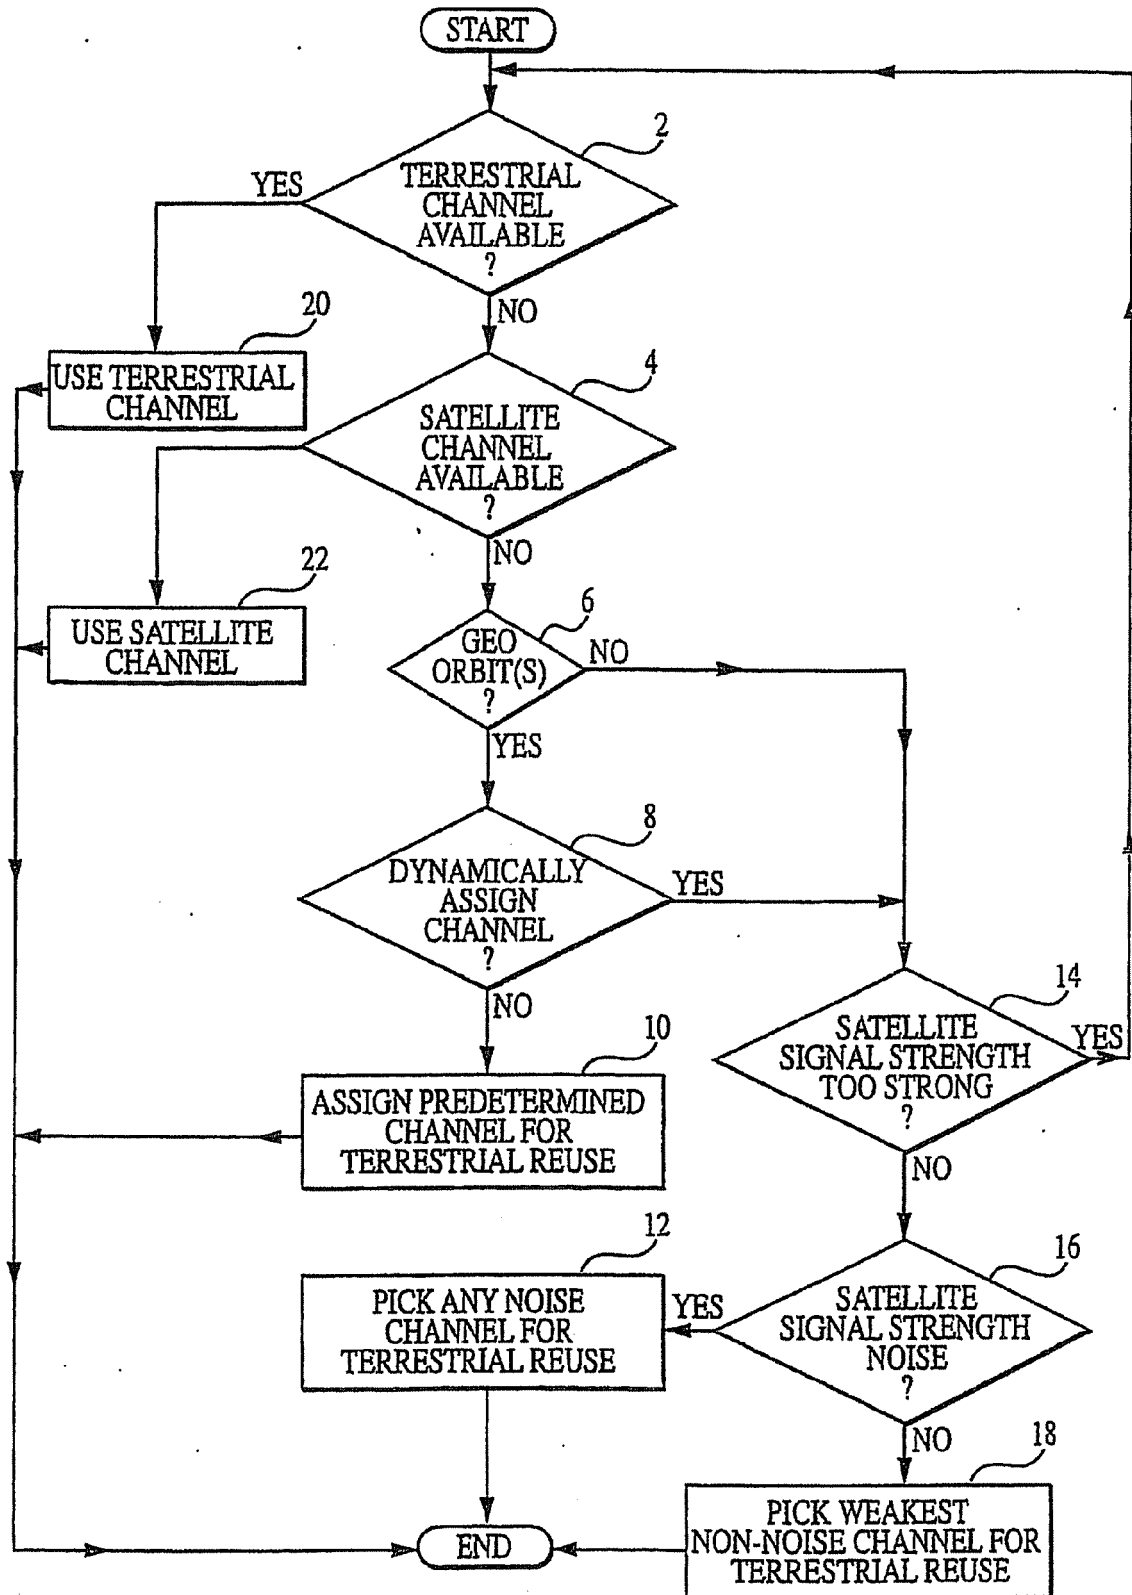 START
2
TERRESTRIAL
CHANNEL
AVAILABLE
?
YES
NO
20
USE TERRESTRIAL
CHANNEL
4
SATELLITE
CHANNEL
AVAILABLE
?
NO
22
USE SATELLITE
CHANNEL
6
GEO
ORBIT(S)
?
NO
YES
8
DYNAMICALLY
ASSIGN
CHANNEL
?
YES
NO
10
ASSIGN PREDETERMINED
CHANNEL FOR
TERRESTRIAL REUSE
14
SATELLITE
SIGNAL STRENGTH
TOO STRONG
?
YES
NO
12
PICK ANY NOISE
CHANNEL FOR
TERRESTRIAL REUSE
16
SATELLITE
SIGNAL STRENGTH
NOISE
?
YES
NO
18
PICK WEAKEST
NON-NOISE CHANNEL FOR
TERRESTRIAL REUSE
END